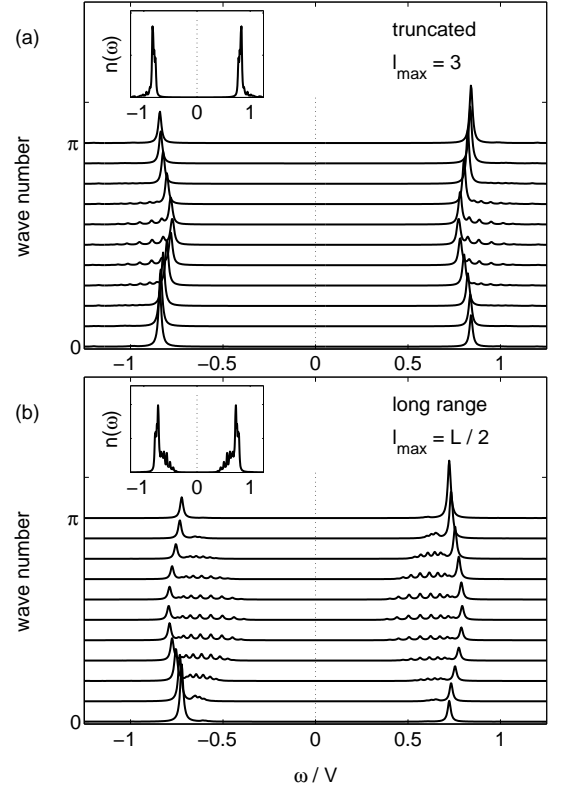 (a)
n(ω)
−1 0 1
truncated
l_max = 3
wave number
π
0
−1 −0.5 0 0.5 1
(b)
n(ω)
−1 0 1
long range
l_max = L / 2
wave number
π
0
−1 −0.5 0 0.5 1
ω / V